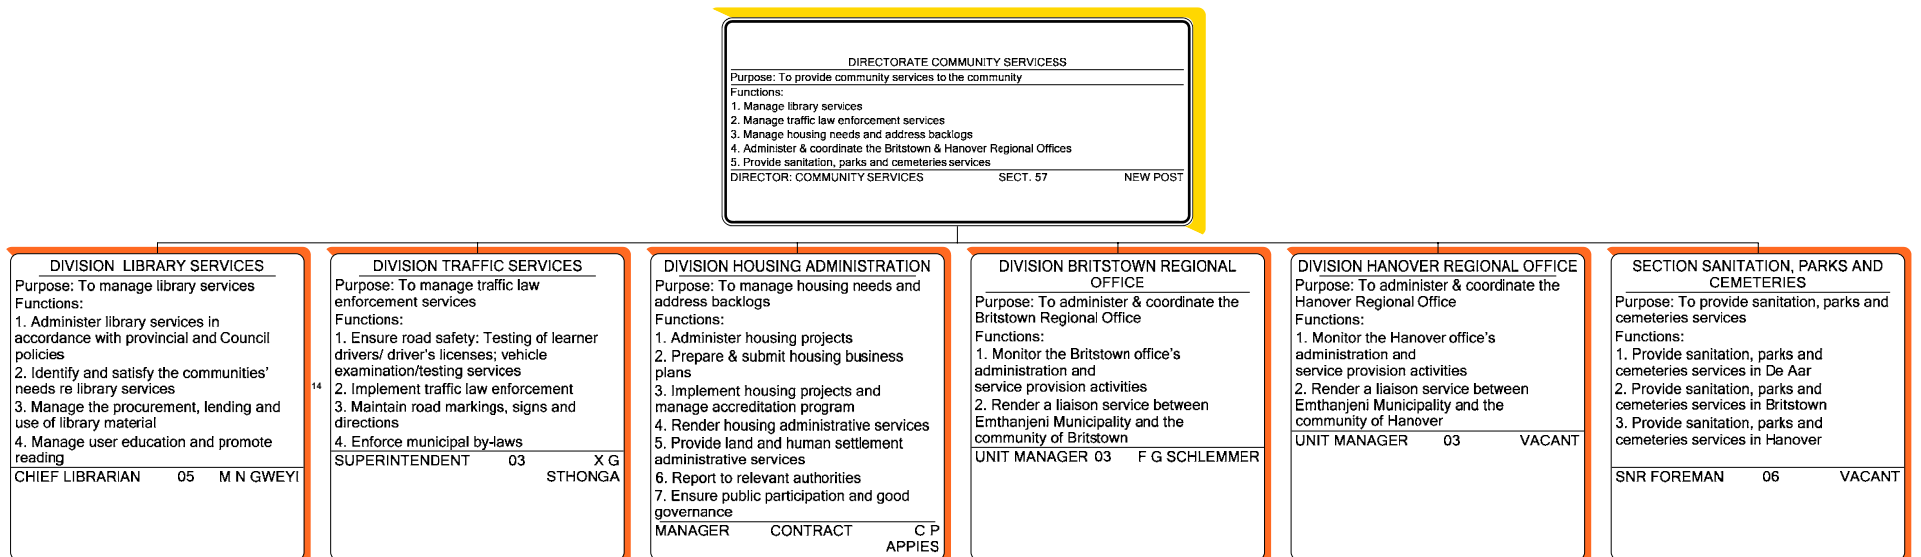 DIRECTORATE COMMUNITY SERVICESS
Purpose: To provide community services to the community
Functions:
1. Manage library services
2. Manage traffic law enforcement services
3. Manage housing needs and address backlogs
4. Administer & coordinate the Britstown & Hanover Regional Offices
5. Provide sanitation, parks and cemeteries services
DIRECTOR: COMMUNITY SERVICES SECT. 57 NEW POST
DIVISION LIBRARY SERVICES
Purpose: To manage library services
Functions:
1. Administer library services in
accordance with provincial and Council
policies
2. Identify and satisfy the communities'
needs re library services
3. Manage the procurement, lending and
use of library material
4. Manage user education and promote
reading
CHIEF LIBRARIAN 05 M N GWEYI
14
DIVISION TRAFFIC SERVICES
Purpose: To manage traffic law
enforcement services
Functions:
1. Ensure road safety: Testing of learner
drivers/ driver's licenses; vehicle
examination/testing services
2. Implement traffic law enforcement
3. Maintain road markings, signs and
directions
4. Enforce municipal by-laws
SUPERINTENDENT 03 X G
STHONGA
DIVISION HOUSING ADMINISTRATION
Purpose: To manage housing needs and
address backlogs
Functions:
1. Administer housing projects
2. Prepare & submit housing business
plans
3. Implement housing projects and
manage accreditation program
4. Render housing administrative services
5. Provide land and human settlement
administrative services
6. Report to relevant authorities
7. Ensure public participation and good
governance
MANAGER CONTRACT C P
APPIES
DIVISION BRITSTOWN REGIONAL
OFFICE
Purpose: To administer & coordinate the
Britstown Regional Office
Functions:
1. Monitor the Britstown office's
administration and
service provision activities
2. Render a liaison service between
Emthanjeni Municipality and the
community of Britstown
UNIT MANAGER 03 F G SCHLEMMER
DIVISION HANOVER REGIONAL OFFICE
Purpose: To administer & coordinate the
Hanover Regional Office
Functions:
1. Monitor the Hanover office's
administration and
service provision activities
2. Render a liaison service between
Emthanjeni Municipality and the
community of Hanover
UNIT MANAGER 03 VACANT
SECTION SANITATION, PARKS AND
CEMETERIES
Purpose: To provide sanitation, parks and
cemeteries services
Functions:
1. Provide sanitation, parks and
cemeteries services in De Aar
2. Provide sanitation, parks and
cemeteries services in Britstown
3. Provide sanitation, parks and
cemeteries services in Hanover
SNR FOREMAN 06 VACANT